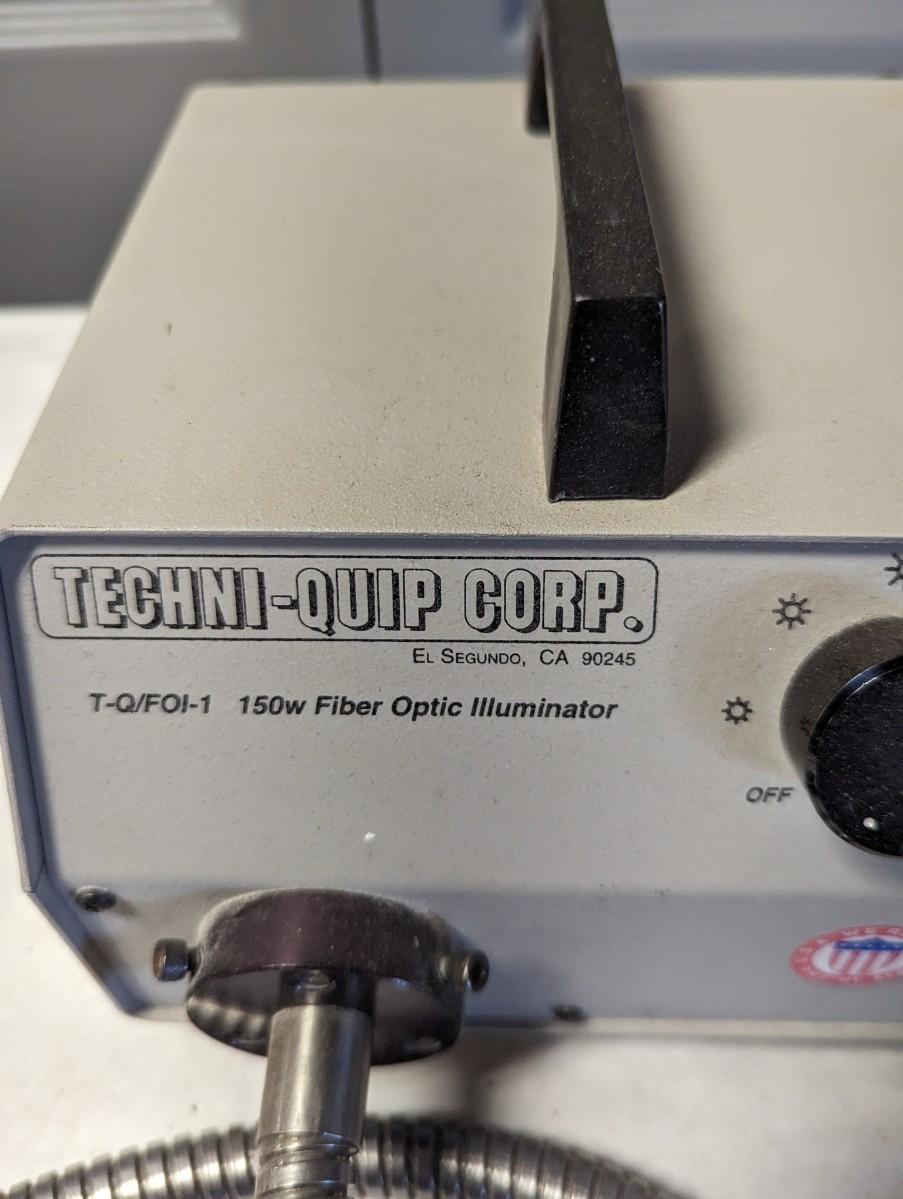 TECHNI-QUIP CORP.
EL SEGUNDO, CA 90245
T-Q/FOI-1 150w Fiber Optic Illuminator
OFF